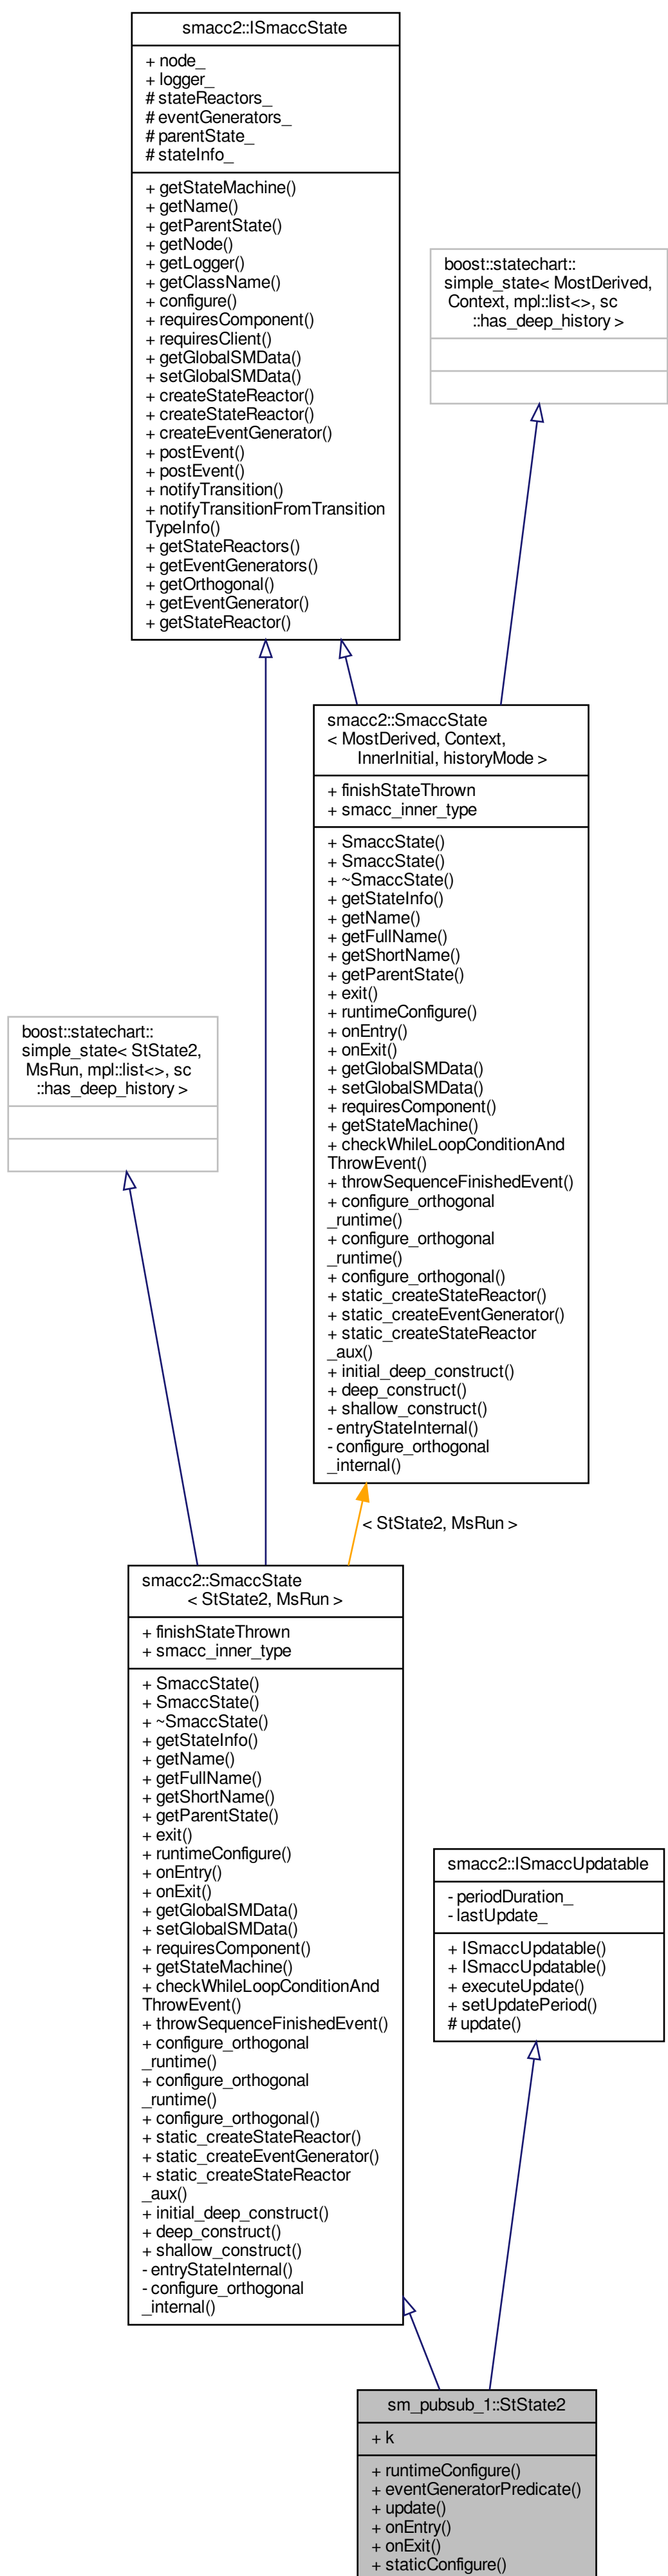 smacc2::ISmaccState
+ node_
+ logger_
# stateReactors_
# eventGenerators_
# parentState_
# stateInfo_
+ getStateMachine()
+ getName()
+ getParentState()
+ getNode()
+ getLogger()
+ getClassName()
+ configure()
+ requiresComponent()
+ requiresClient()
+ getGlobalSMData()
+ setGlobalSMData()
+ createStateReactor()
+ createStateReactor()
+ createEventGenerator()
+ postEvent()
+ postEvent()
+ notifyTransition()
+ notifyTransitionFromTransition
TypeInfo()
+ getStateReactors()
+ getEventGenerators()
+ getOrthogonal()
+ getEventGenerator()
+ getStateReactor()
boost::statechart::
simple_state< MostDerived,
Context, mpl::list<>, sc
::has_deep_history >
smacc2::SmaccState
< MostDerived, Context,
InnerInitial, historyMode >
+ finishStateThrown
+ smacc_inner_type
+ SmaccState()
+ SmaccState()
+ ~SmaccState()
+ getStateInfo()
+ getName()
+ getFullName()
+ getShortName()
+ getParentState()
+ exit()
+ runtimeConfigure()
+ onEntry()
+ onExit()
+ getGlobalSMData()
+ setGlobalSMData()
+ requiresComponent()
+ getStateMachine()
+ checkWhileLoopConditionAnd
ThrowEvent()
+ throwSequenceFinishedEvent()
+ configure_orthogonal
_runtime()
+ configure_orthogonal
_runtime()
+ configure_orthogonal()
+ static_createStateReactor()
+ static_createEventGenerator()
+ static_createStateReactor
_aux()
+ initial_deep_construct()
+ deep_construct()
+ shallow_construct()
- entryStateInternal()
- configure_orthogonal
_internal()
boost::statechart::
simple_state< StState2,
MsRun, mpl::list<>, sc
::has_deep_history >
< StState2, MsRun >
smacc2::SmaccState
< StState2, MsRun >
+ finishStateThrown
+ smacc_inner_type
+ SmaccState()
+ SmaccState()
+ ~SmaccState()
+ getStateInfo()
+ getName()
+ getFullName()
+ getShortName()
+ getParentState()
+ exit()
+ runtimeConfigure()
+ onEntry()
+ onExit()
+ getGlobalSMData()
+ setGlobalSMData()
+ requiresComponent()
+ getStateMachine()
+ checkWhileLoopConditionAnd
ThrowEvent()
+ throwSequenceFinishedEvent()
+ configure_orthogonal
_runtime()
+ configure_orthogonal
_runtime()
+ configure_orthogonal()
+ static_createStateReactor()
+ static_createEventGenerator()
+ static_createStateReactor
_aux()
+ initial_deep_construct()
+ deep_construct()
+ shallow_construct()
- entryStateInternal()
- configure_orthogonal
_internal()
smacc2::ISmaccUpdatable
- periodDuration_
- lastUpdate_
+ ISmaccUpdatable()
+ ISmaccUpdatable()
+ executeUpdate()
+ setUpdatePeriod()
# update()
sm_pubsub_1::StState2
+ k
+ runtimeConfigure()
+ eventGeneratorPredicate()
+ update()
+ onEntry()
+ onExit()
+ staticConfigure()